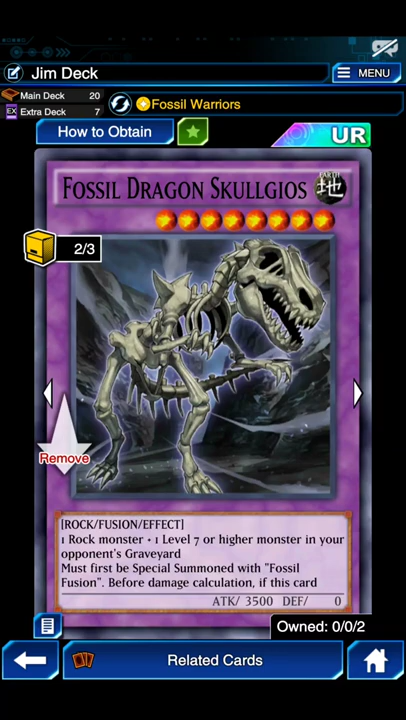 Jim Deck
MENU
Main Deck 20
EX Extra Deck 7
Fossil Warriors
How to Obtain
UR
FOSSIL DRAGON SKULLGIOS
EARTH
地
2/3
Remove
[ROCK/FUSION/EFFECT]
1 Rock monster + 1 Level 7 or higher monster in your
opponent's Graveyard
Must first be Special Summoned with "Fossil
Fusion". Before damage calculation, if this card
ATK/ 3500 DEF/ 0
Owned: 0/0/2
Related Cards